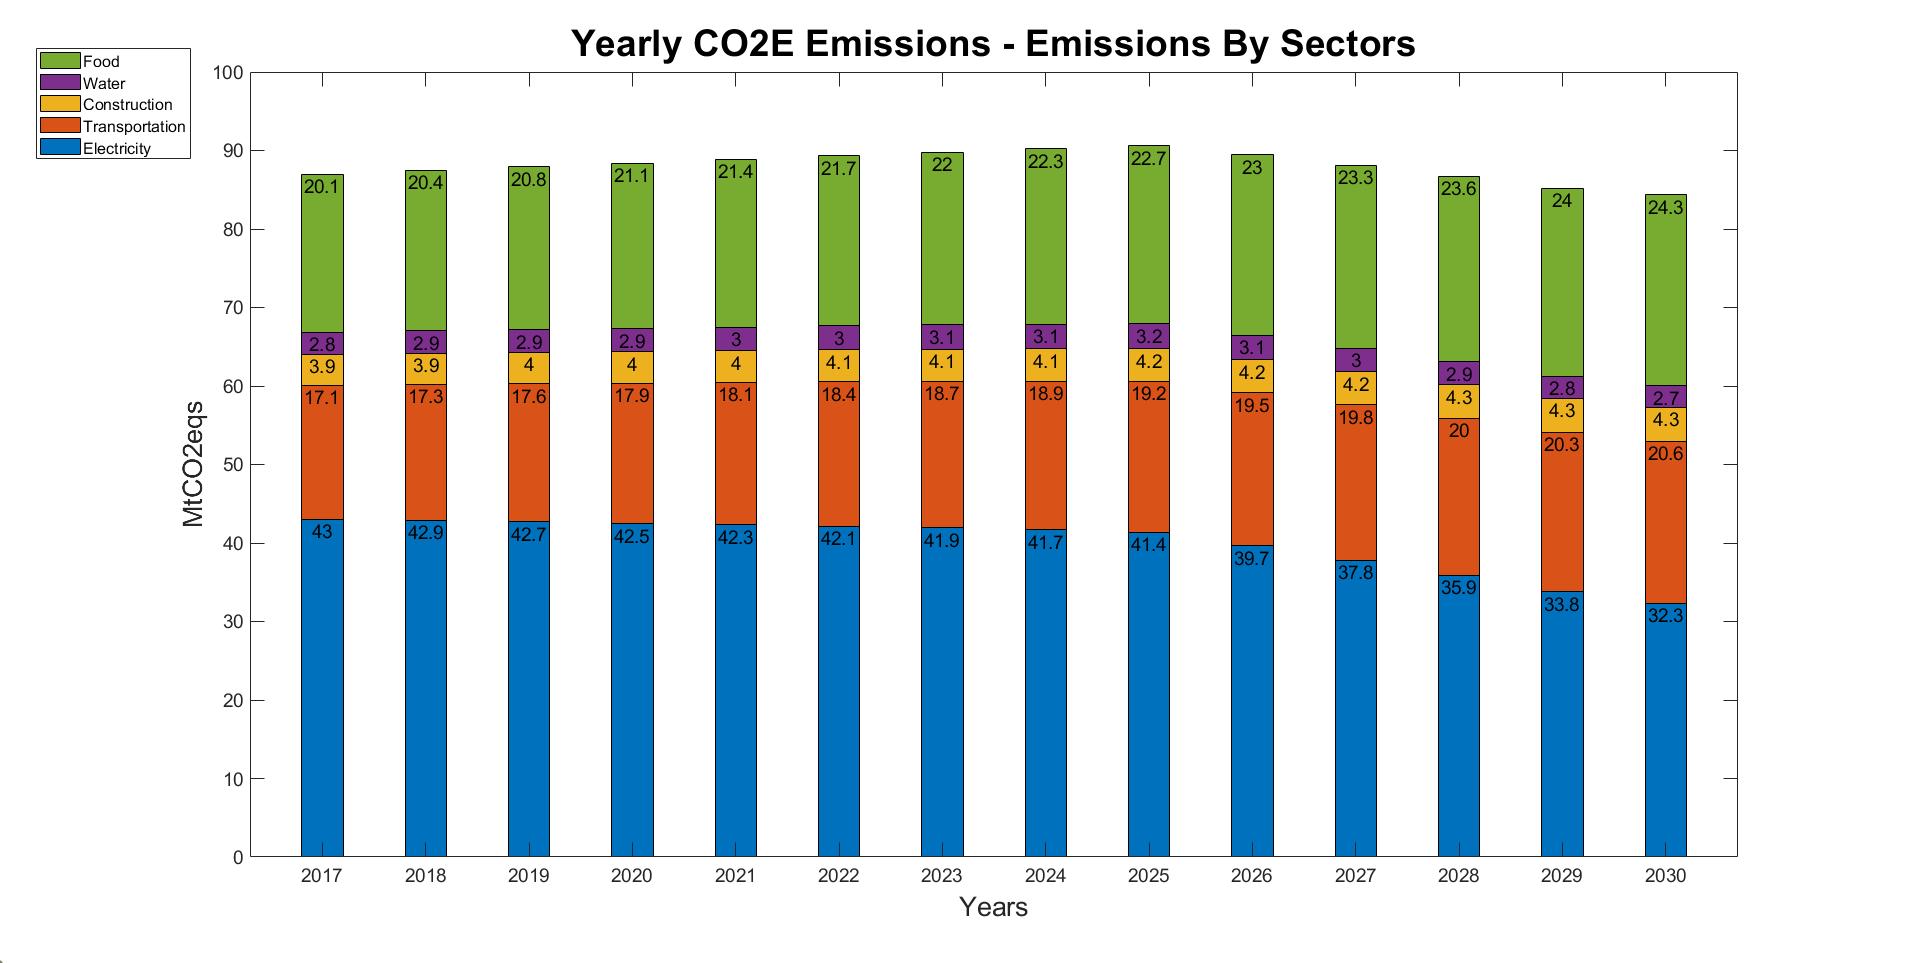 Yearly CO2E Emissions - Emissions By Sectors
Food
Water
Construction
Transportation
Electricity
MtCO2eqs
100
90
80
70
60
50
40
30
20
10
0
20.1 20.4 20.8 21.1 21.4 21.7 22 22.3 22.7 23 23.3 23.6 24 24.3
2.8 2.9 2.9 2.9 3 3 3.1 3.1 3.2 3.1 3 2.9 2.8 2.7
3.9 3.9 4 4 4 4.1 4.1 4.1 4.2 4.2 4.2 4.3 4.3 4.3
17.1 17.3 17.6 17.9 18.1 18.4 18.7 18.9 19.2 19.5 19.8 20 20.3 20.6
43 42.9 42.7 42.5 42.3 42.1 41.9 41.7 41.4 39.7 37.8 35.9 33.8 32.3
2017 2018 2019 2020 2021 2022 2023 2024 2025 2026 2027 2028 2029 2030
Years